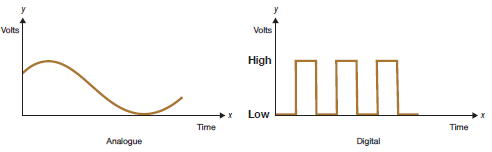 y
Volts
x
Time
Analogue
y
Volts
High
Low
x
Time
Digital